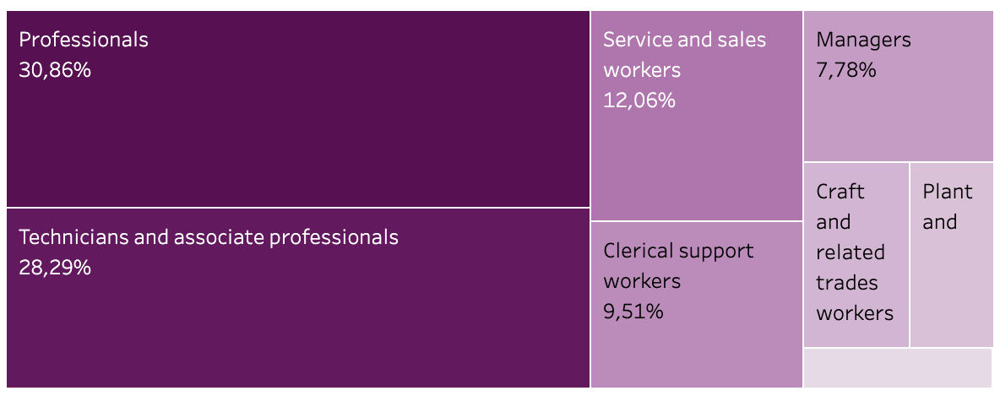 Professionals
30,86%
Technicians and associate professionals
28,29%
Service and sales
workers
12,06%
Clerical support
workers
9,51%
Managers
7,78%
Craft
and
related
trades
workers
Plant
and